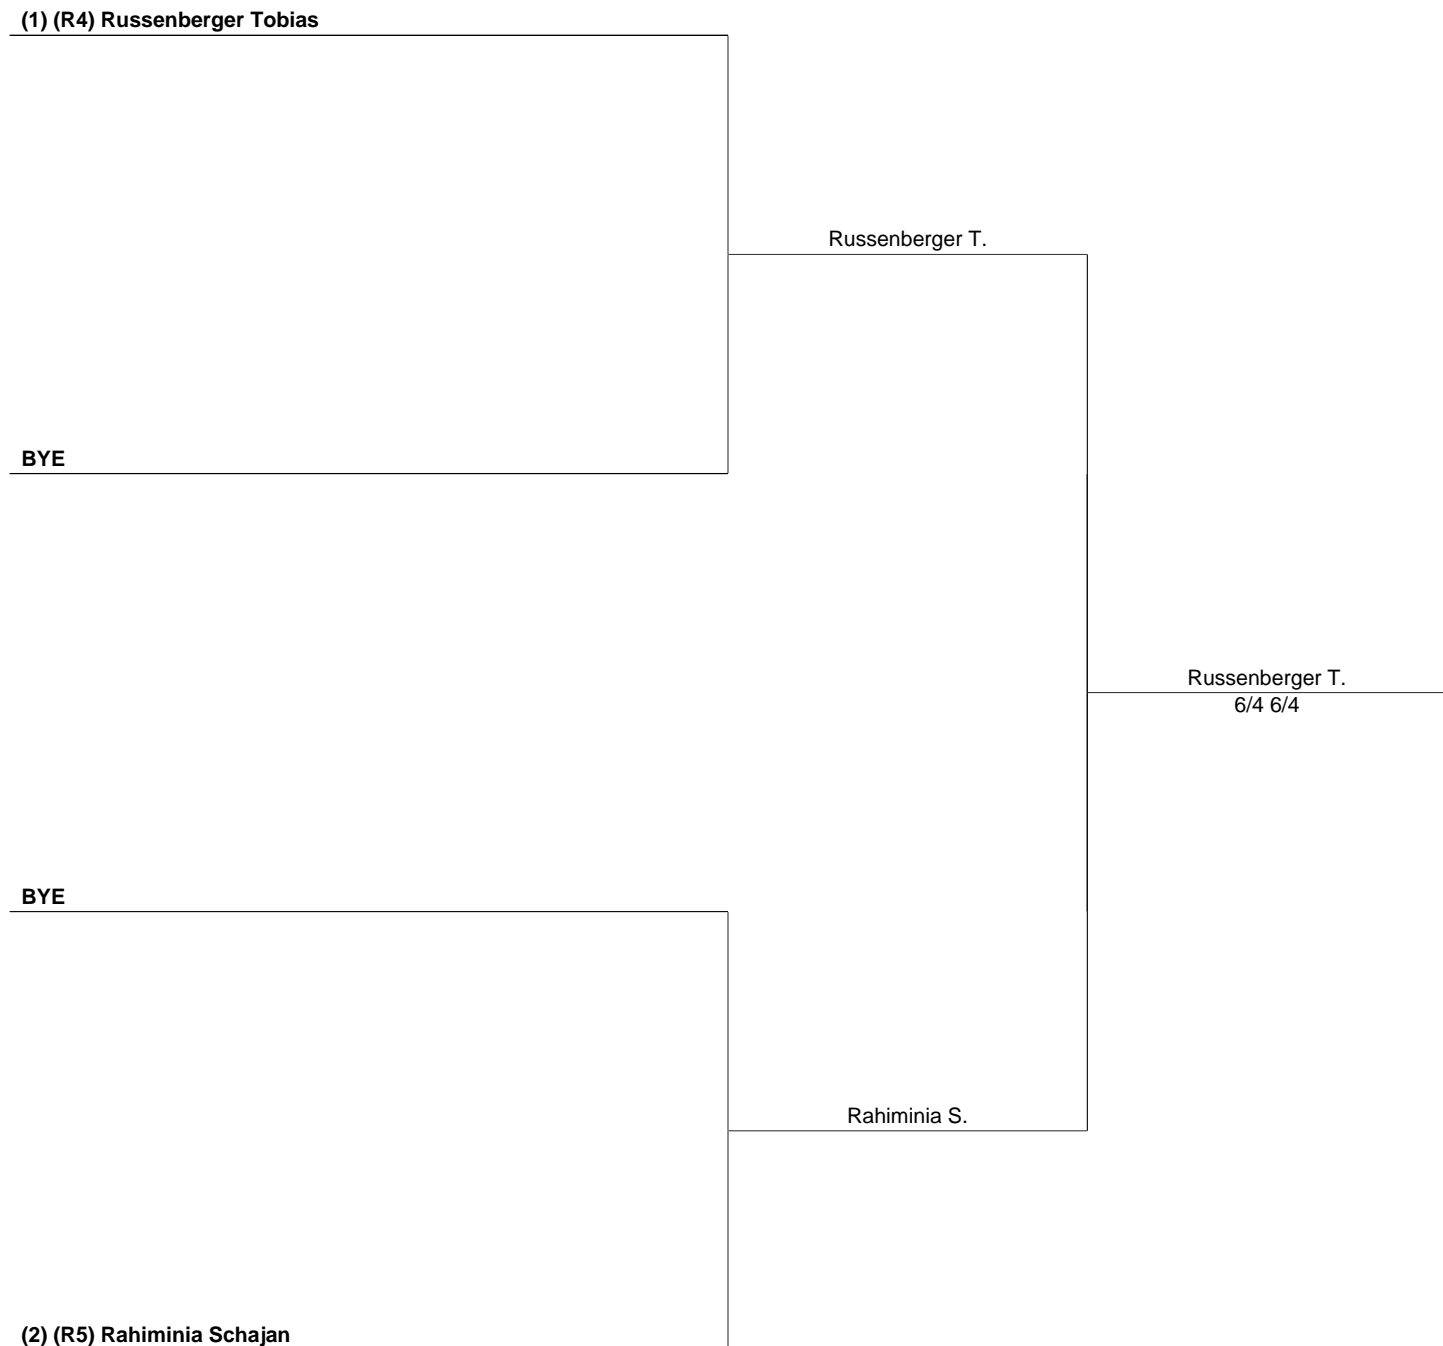 (1) (R4) Russenberger Tobias
Russenberger T.
BYE
Russenberger T.
6/4 6/4
BYE
Rahiminia S.
(2) (R5) Rahiminia Schajan